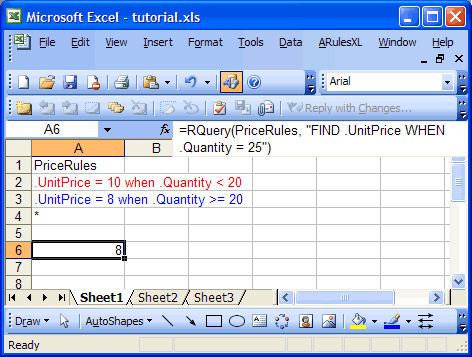 Microsoft Excel - tutorial.xls
File Edit View Insert Format Tools Data ARulesXL Window Help
Arial
Reply with Changes...
A6 fx =RQuery(PriceRules, "FIND .UnitPrice WHEN
.Quantity = 25")
A B
1 PriceRules
2 .UnitPrice = 10 when .Quantity < 20
3 .UnitPrice = 8 when .Quantity >= 20
4 *
5
6 8
7
8
Sheet1 Sheet2 Sheet3
Draw AutoShapes
Ready